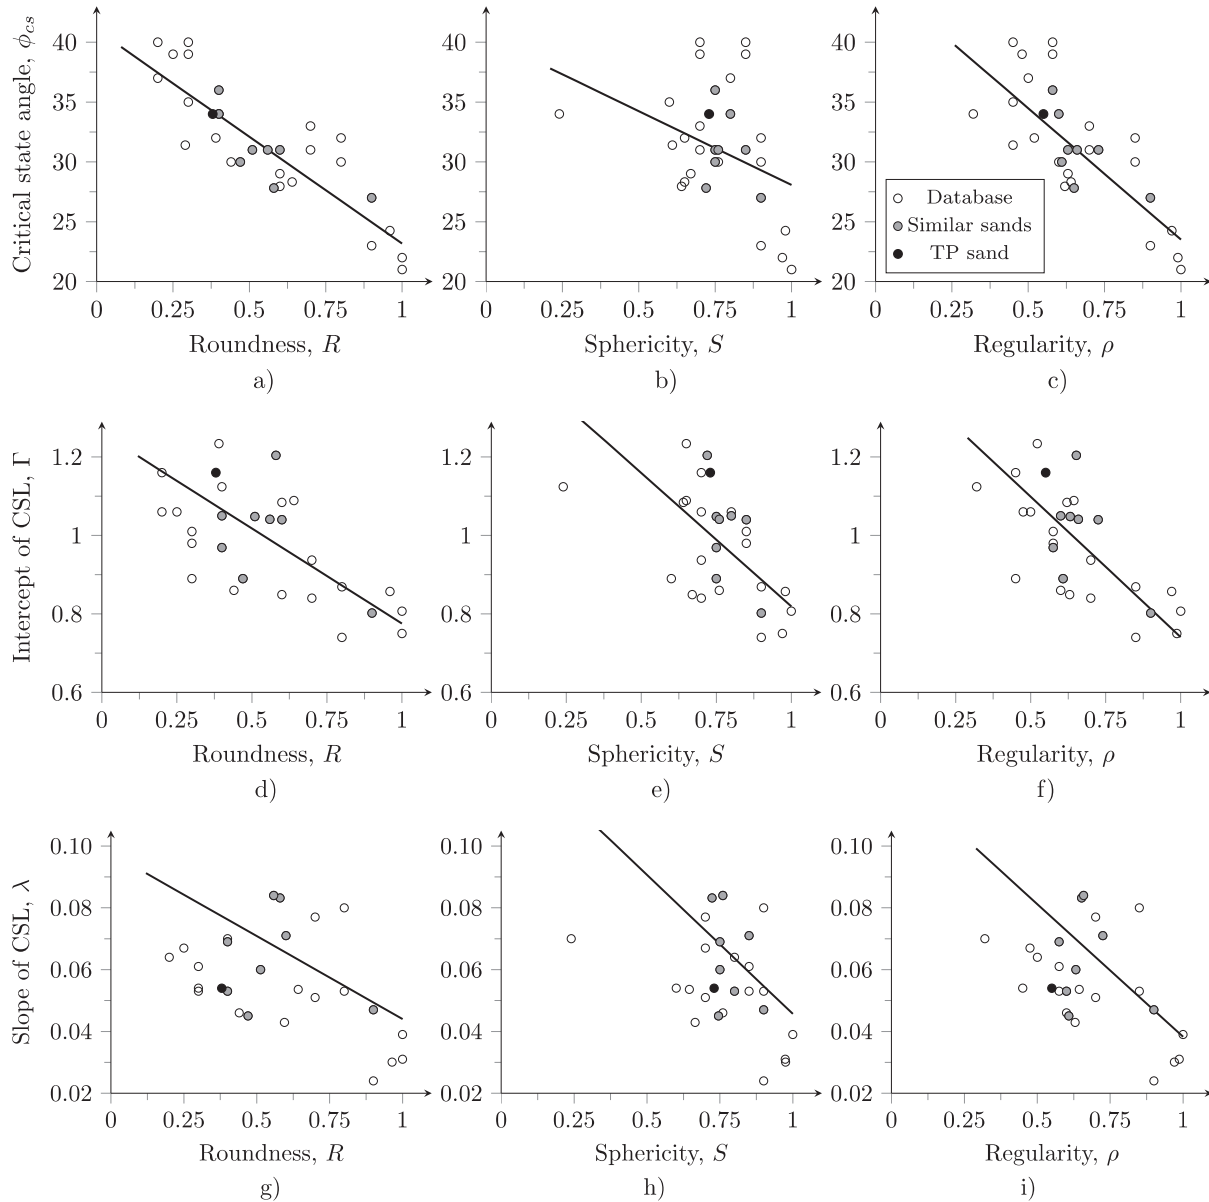 Critical state angle, ϕcs
40
35
30
25
20
0 0.25 0.5 0.75 1
Roundness, R
a)
40
35
30
25
20
0 0.25 0.5 0.75 1
Sphericity, S
b)
40
35
30
25
20
Database
Similar sands
TP sand
0 0.25 0.5 0.75 1
Regularity, ρ
c)
Intercept of CSL, Γ
1.2
1
0.8
0.6
0 0.25 0.5 0.75 1
Roundness, R
d)
1.2
1
0.8
0.6
0 0.25 0.5 0.75 1
Sphericity, S
e)
1.2
1
0.8
0.6
0 0.25 0.5 0.75 1
Regularity, ρ
f)
Slope of CSL, λ
0.10
0.08
0.06
0.04
0.02
0 0.25 0.5 0.75 1
Roundness, R
g)
0.10
0.08
0.06
0.04
0.02
0 0.25 0.5 0.75 1
Sphericity, S
h)
0.10
0.08
0.06
0.04
0.02
0 0.25 0.5 0.75 1
Regularity, ρ
i)